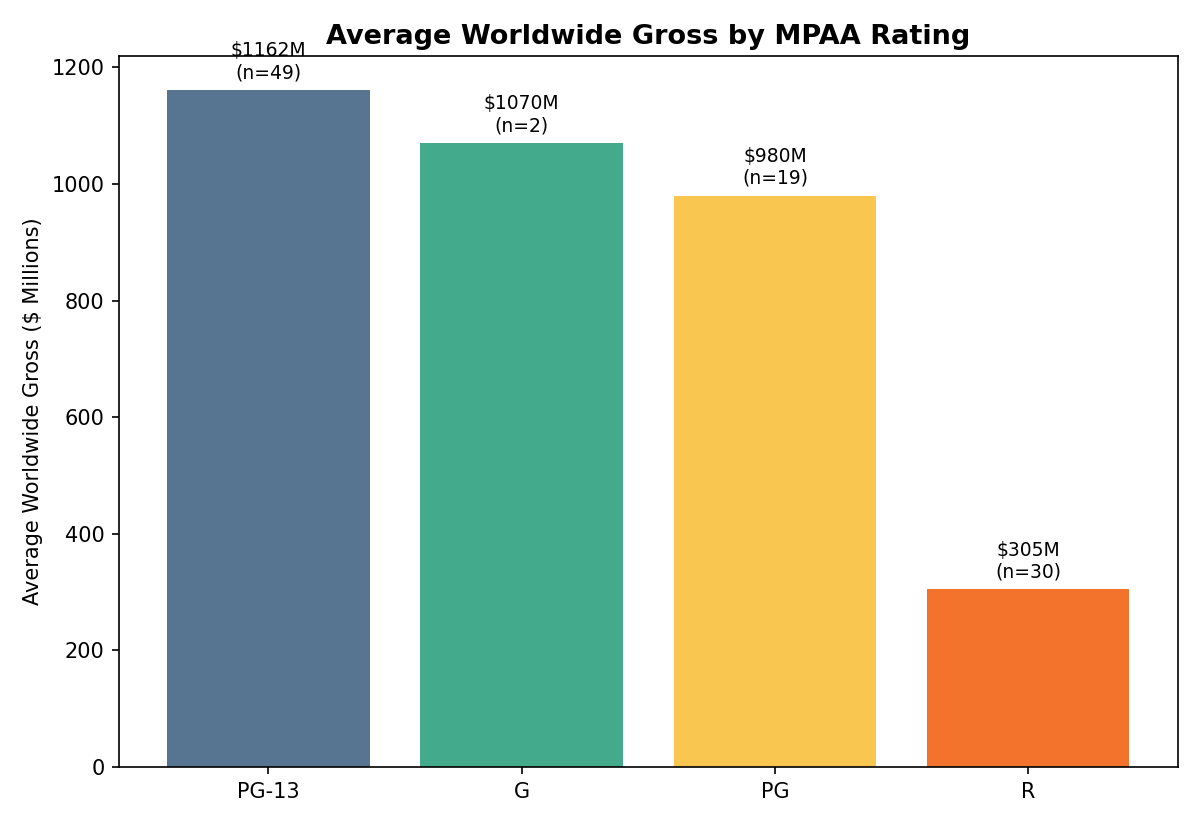 Average Worldwide Gross by MPAA Rating
Average Worldwide Gross ($ Millions)
1200
1000
800
600
400
200
0
$1162M
(n=49)
$1070M
(n=2)
$980M
(n=19)
$305M
(n=30)
PG-13
G
PG
R